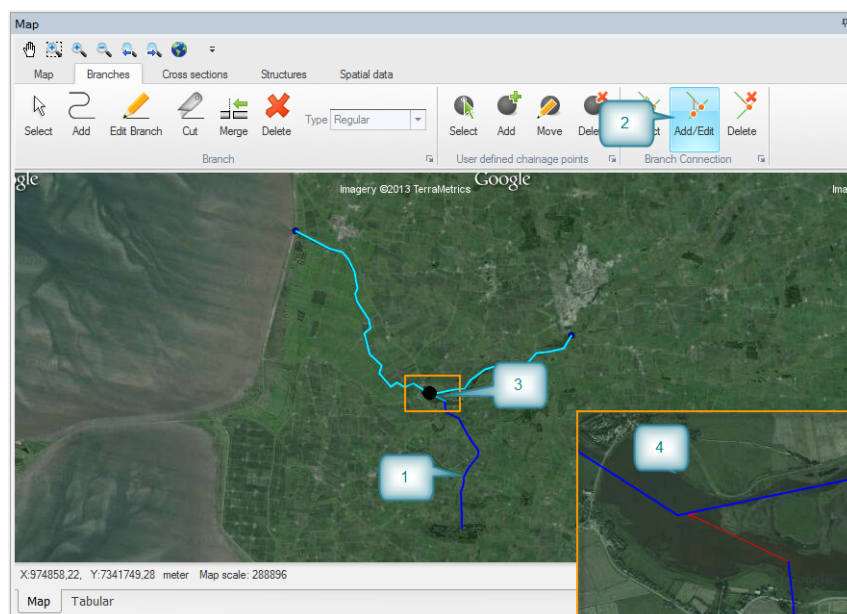 Map
Map Branches Cross sections Structures Spatial data
Select Add Edit Branch Cut Merge Delete Type Regular Select Add Move 2 Add/Edit Delete
Branch User defined chainage points Branch Connection
Imagery ©2013 TerraMetrics Google
3
4
1
X:974858,22, Y:7341749,28 meter Map scale: 288896
Map Tabular